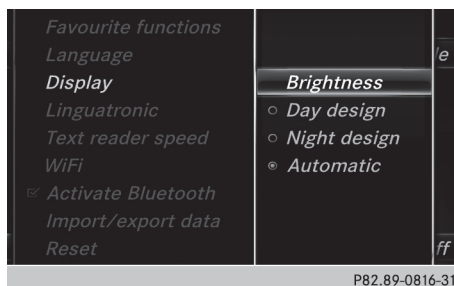 Favourite functions
Language
Display
Linguatronic
Text reader speed
WiFi
Activate Bluetooth
Import/export data
Reset
Brightness
Day design
Night design
Automatic
e
ff
P82.89-0816-31